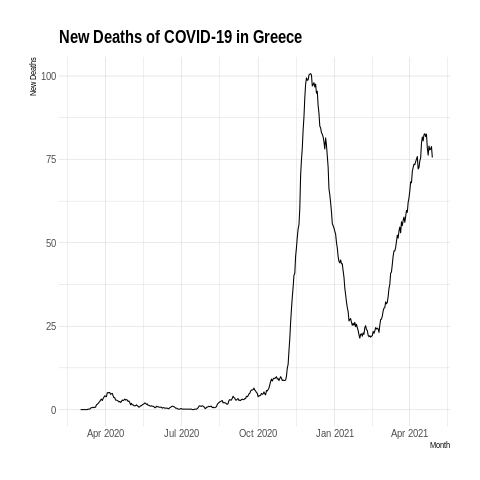 New Deaths of COVID-19 in Greece
New Deaths
100
75
50
25
0
Apr 2020 Jul 2020 Oct 2020 Jan 2021 Apr 2021
Month